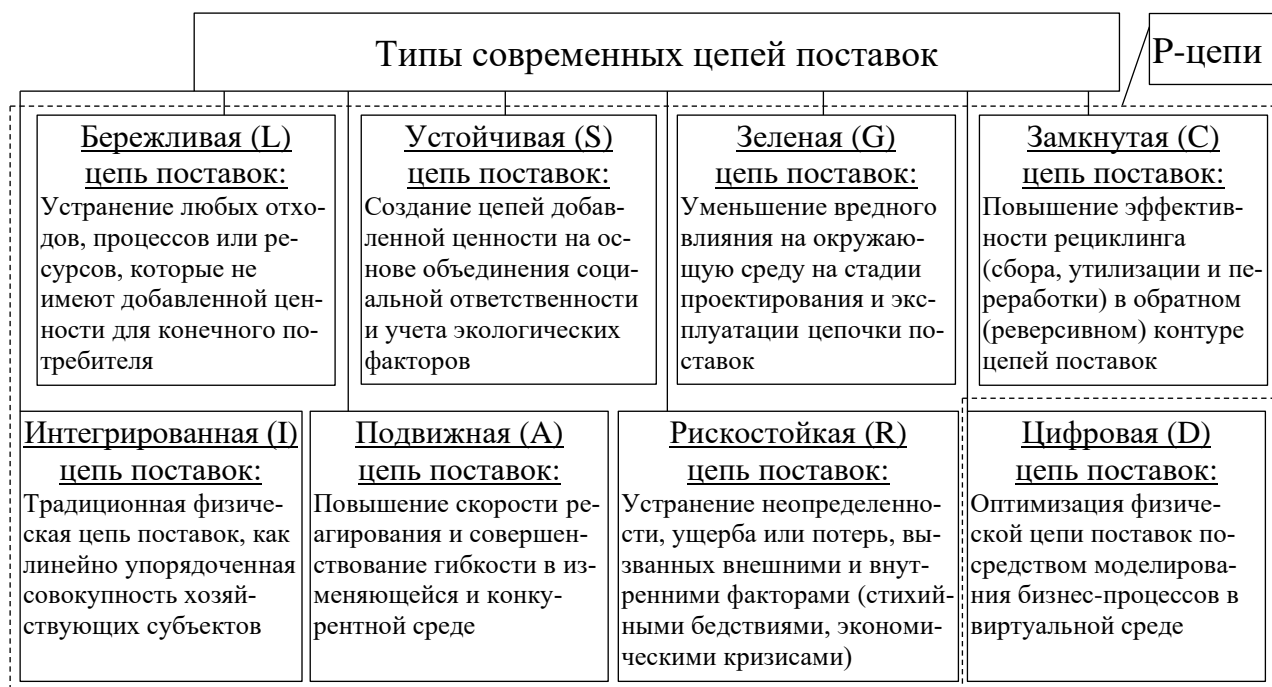 Типы современных цепей поставок
Р-цепи
Бережливая (L)
цепь поставок:
Устранение любых отхо-
дов, процессов или ре-
сурсов, которые не
имеют добавленной цен-
ности для конечного по-
требителя
Устойчивая (S)
цепь поставок:
Создание цепей добав-
ленной ценности на ос-
нове объединения соци-
альной ответственности
и учета экологических
факторов
Зеленая (G)
цепь поставок:
Уменьшение вредного
влияния на окружаю-
щую среду на стадии
проектирования и экс-
плуатации цепочки по-
ставок
Замкнутая (C)
цепь поставок:
Повышение эффектив-
ности рециклинга
(сбора, утилизации и пе-
реработки) в обратном
(реверсивном) контуре
цепей поставок
Интегрированная (I)
цепь поставок:
Традиционная физиче-
ская цепь поставок, как
линейно упорядоченная
совокупность хозяй-
ствующих субъектов
Подвижная (A)
цепь поставок:
Повышение скорости ре-
агирования и совершен-
ствование гибкости в из-
меняющейся и конку-
рентной среде
Рискостойкая (R)
цепь поставок:
Устранение неопределенно-
сти, ущерба или потерь, вы-
званных внешними и внут-
ренними факторами (стихий-
ными бедствиями, экономи-
ческими кризисами)
Цифровая (D)
цепь поставок:
Оптимизация физиче-
ской цепи поставок по-
средством моделирова-
ния бизнес-процессов в
виртуальной среде